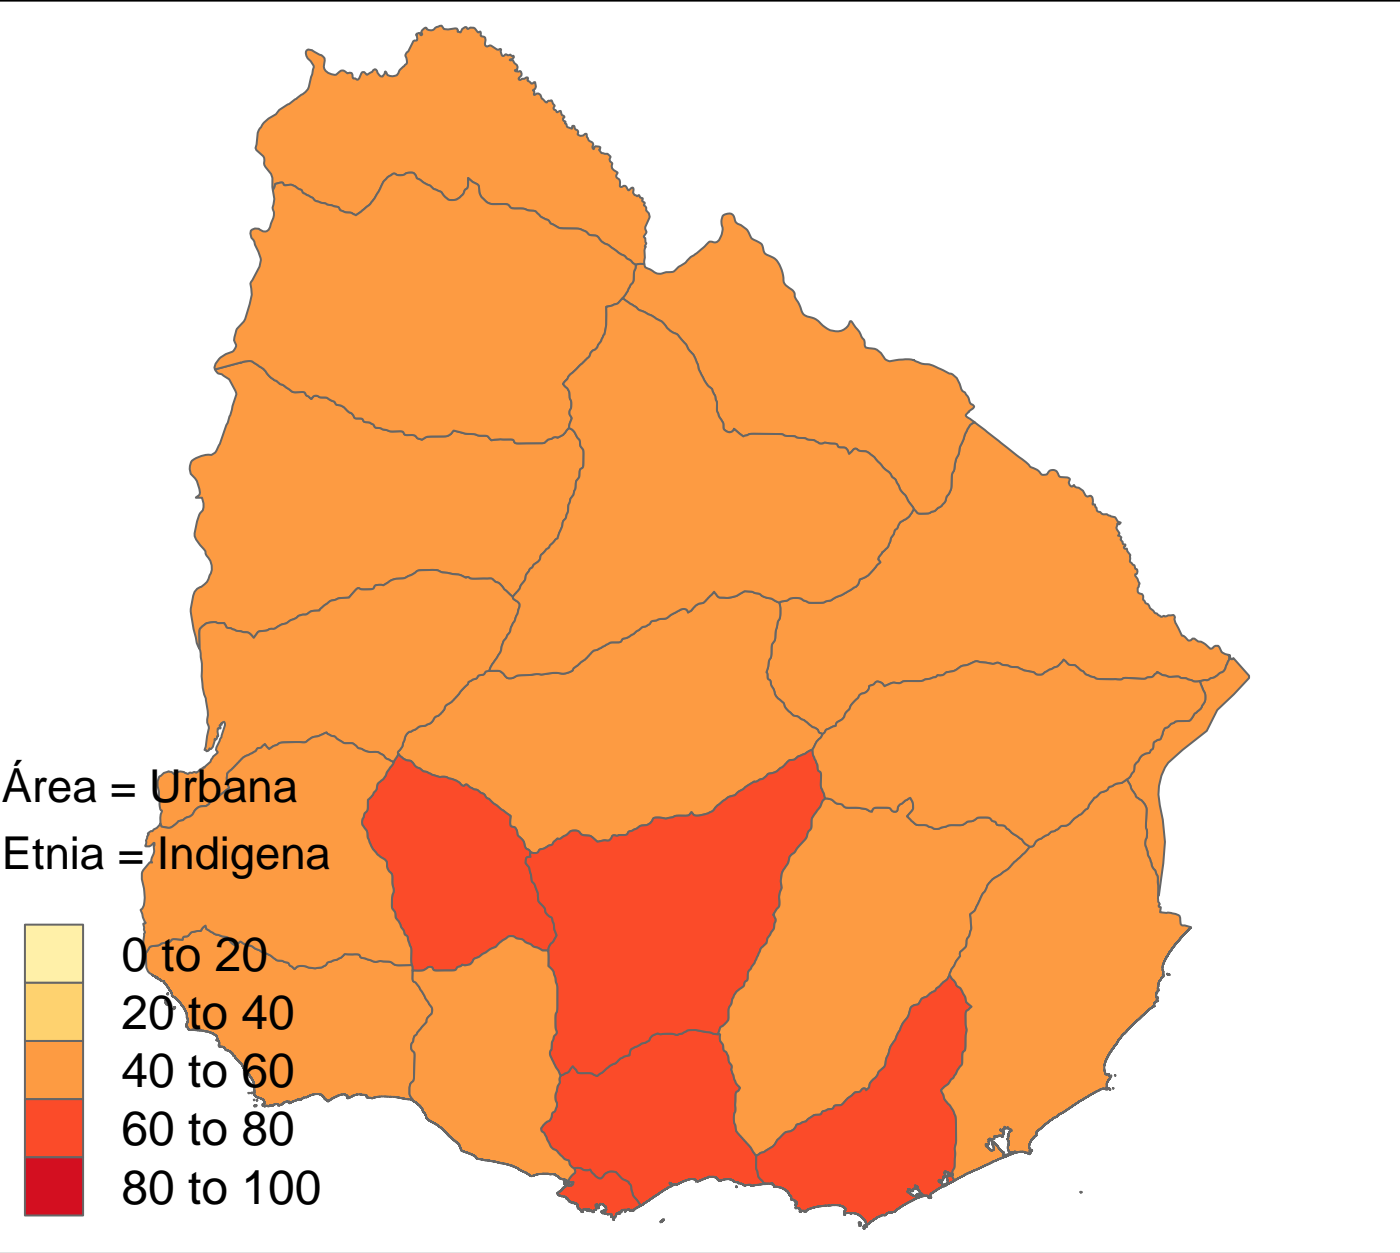 Área = Urbana
Etnia = Indigena
0 to 20
20 to 40
40 to 60
60 to 80
80 to 100